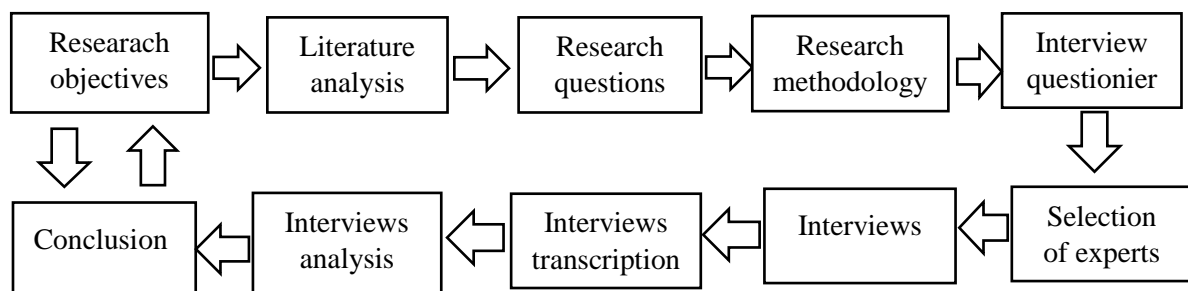 Researach
objectives
Literature
analysis
Research
questions
Research
methodology
Interview
questionier
Conclusion
Interviews
analysis
Interviews
transcription
Interviews
Selection
of experts